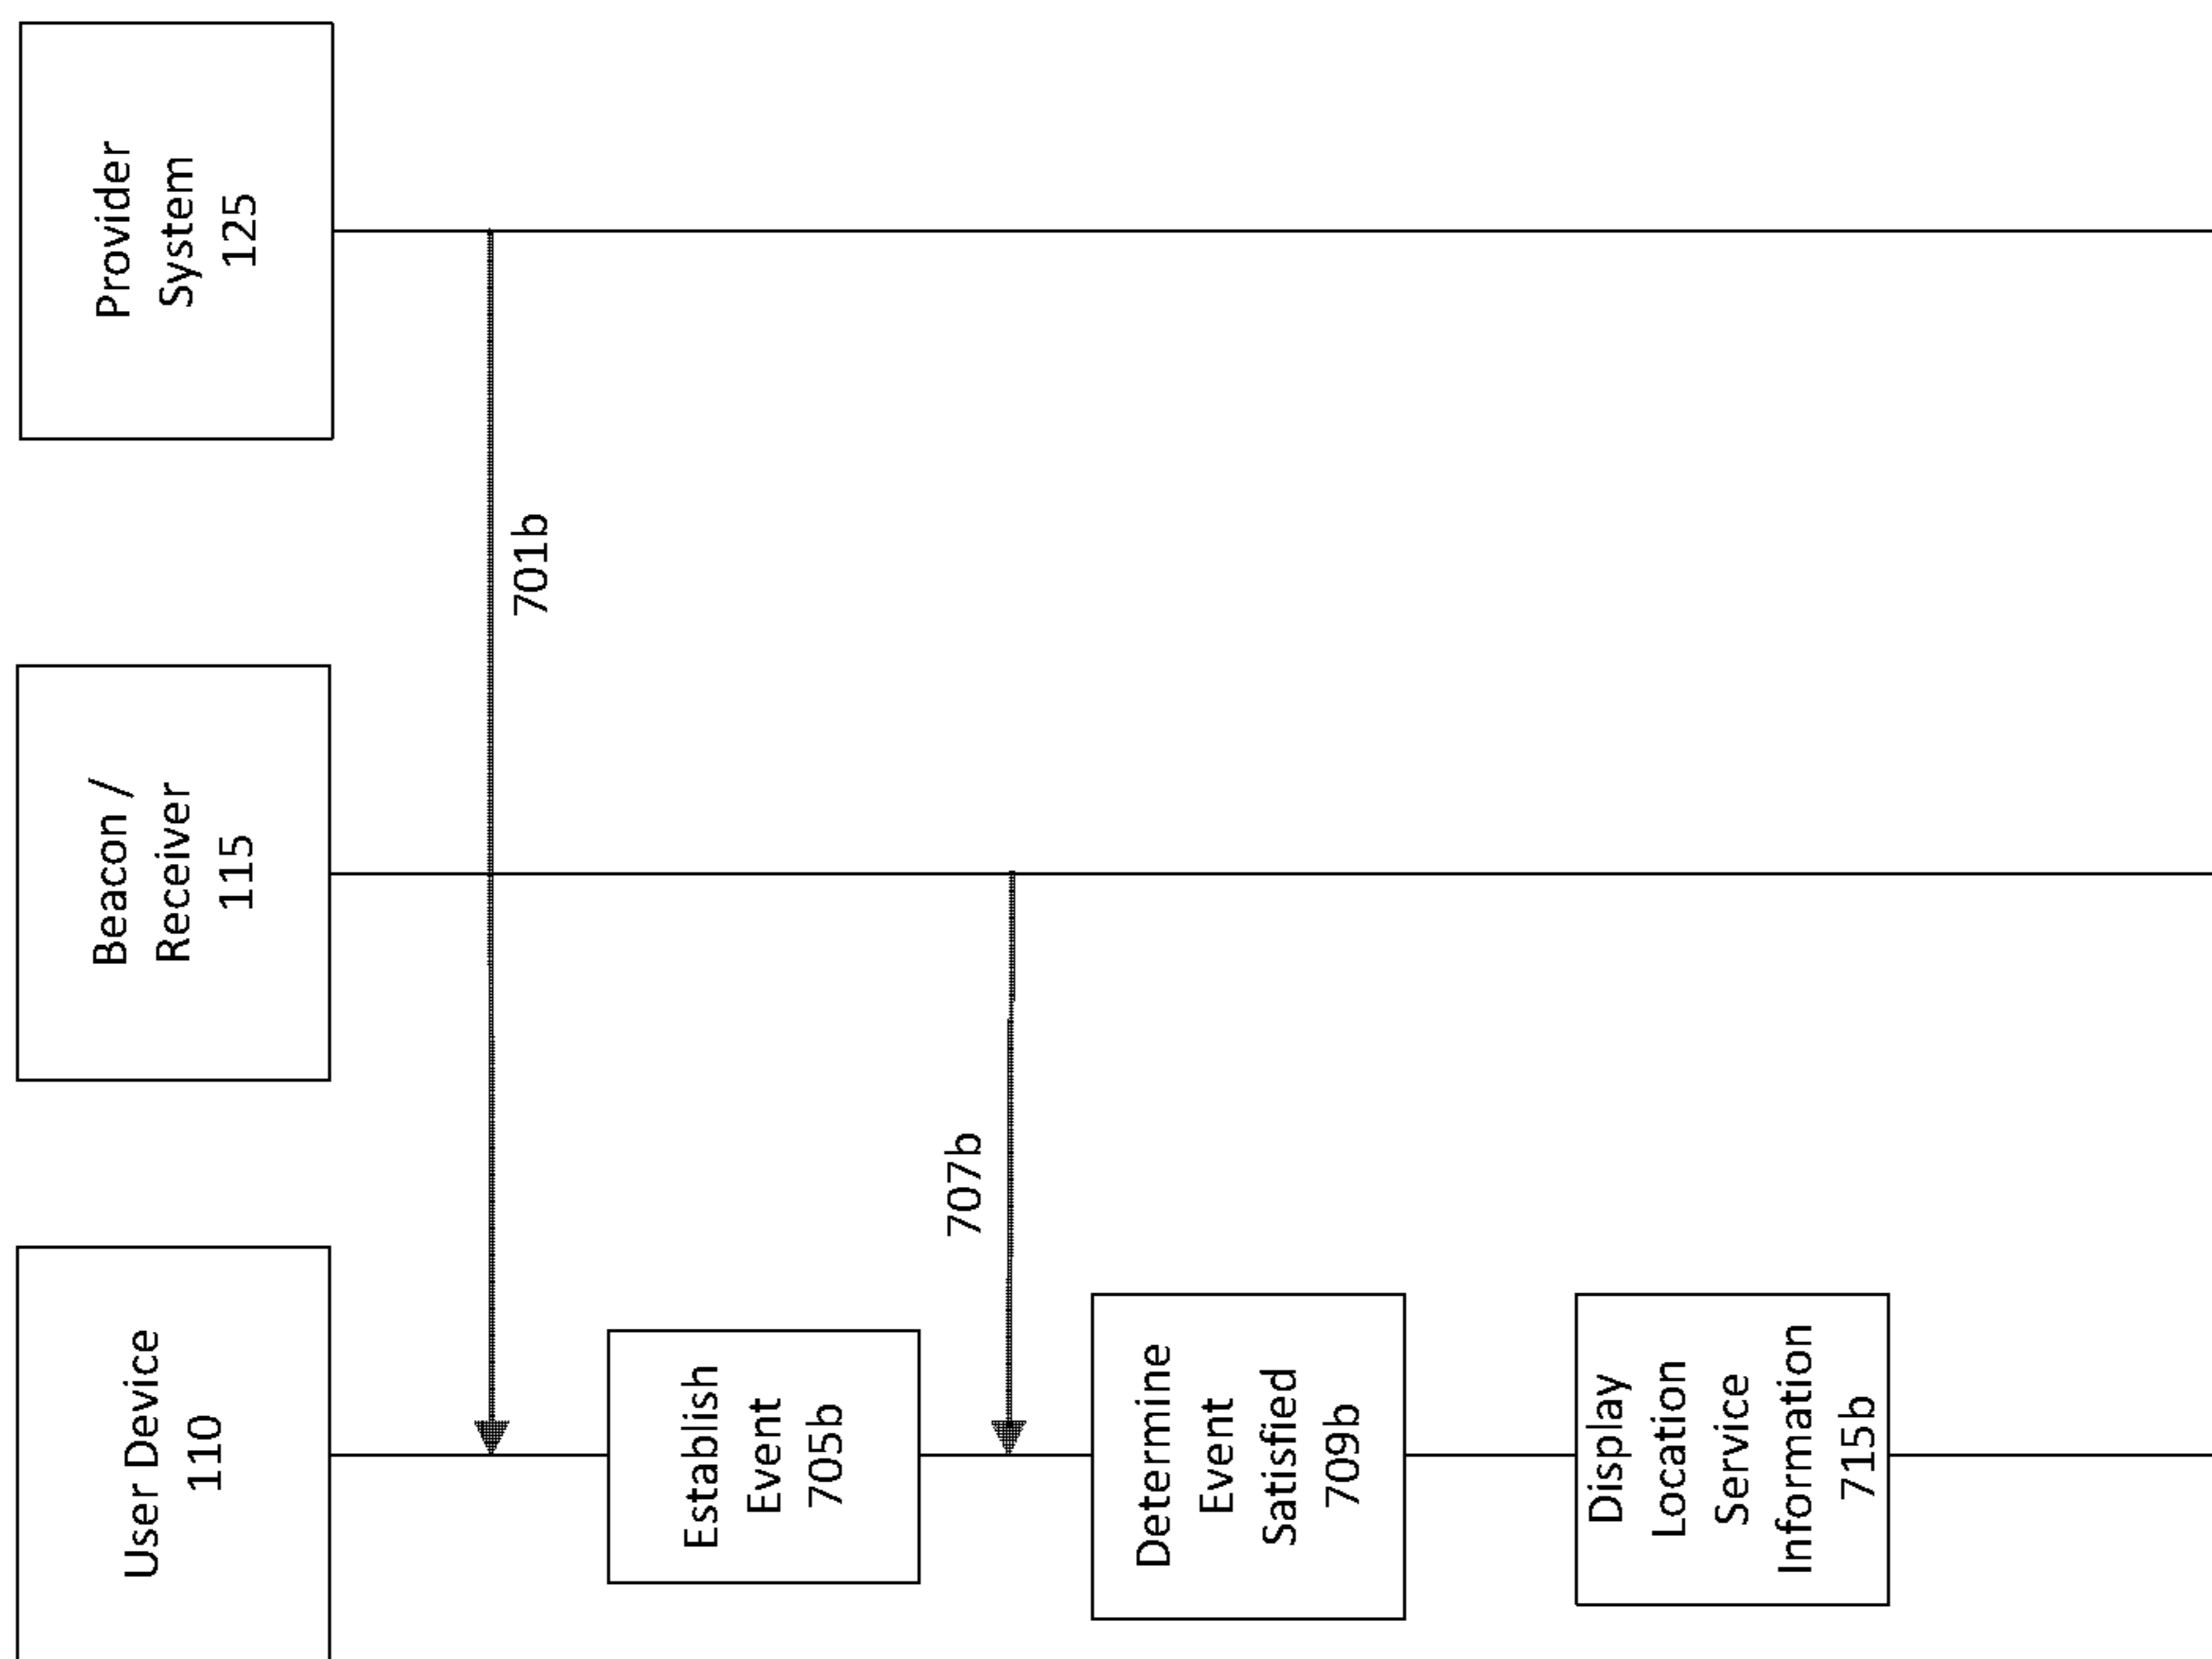 User Device
110
Beacon /
Receiver
115
Provider
System
125
701b
Establish
Event
705b
707b
Determine
Event
Satisfied
709b
Display
Location
Service
Information
715b